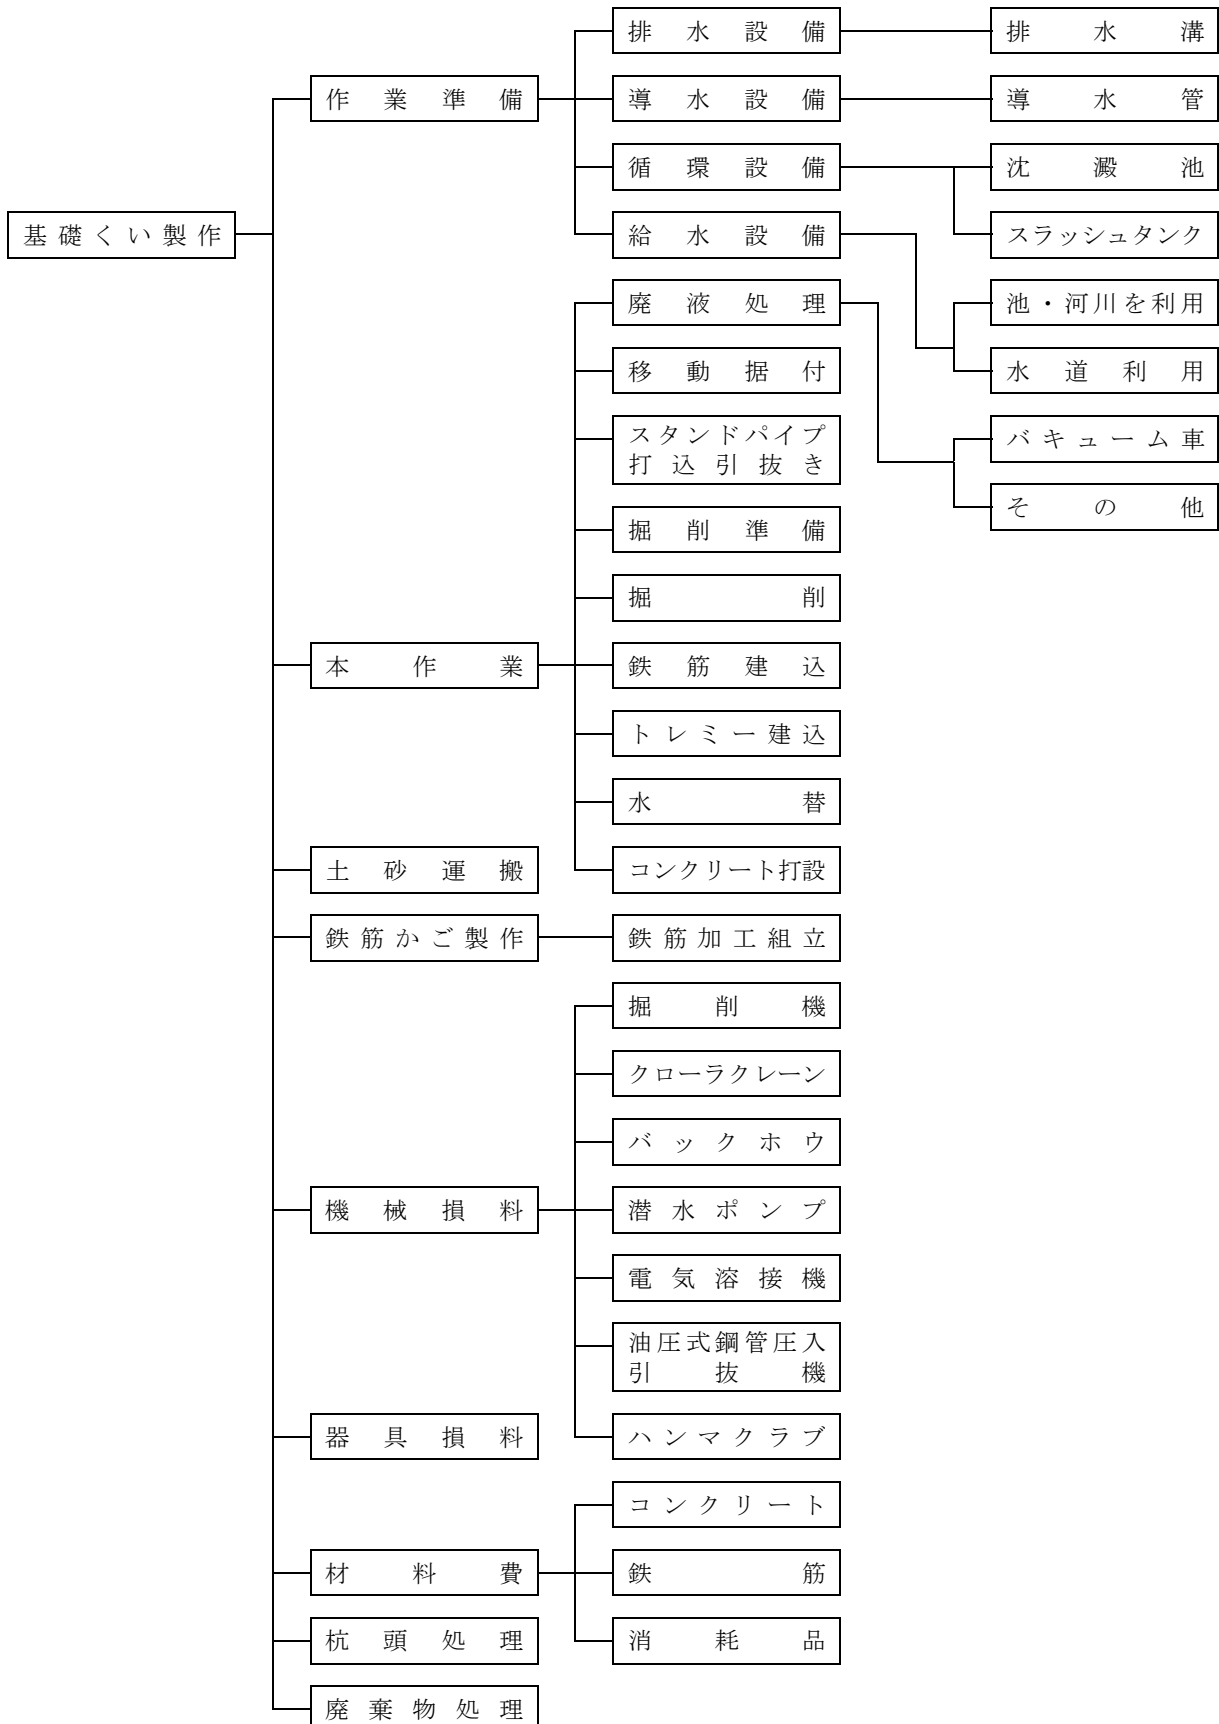 基礎くい製作
作業準備
排水設備
排水溝
導水設備
導水管
循環設備
沈澱池
スラッシュタンク
給水設備
池・河川を利用
水道利用
本作業
廃液処理
バキューム車
その他
移動据付
スタンドパイプ
打込引抜き
掘削準備
掘削
鉄筋建込
トレミー建込
水替
コンクリート打設
土砂運搬
鉄筋かご製作
鉄筋加工組立
機械損料
掘削機
クローラクレーン
バックホウ
潜水ポンプ
電気溶接機
油圧式鋼管圧入
引抜機
ハンマクラブ
器具損料
材料費
コンクリート
鉄筋
消耗品
杭頭処理
廃棄物処理